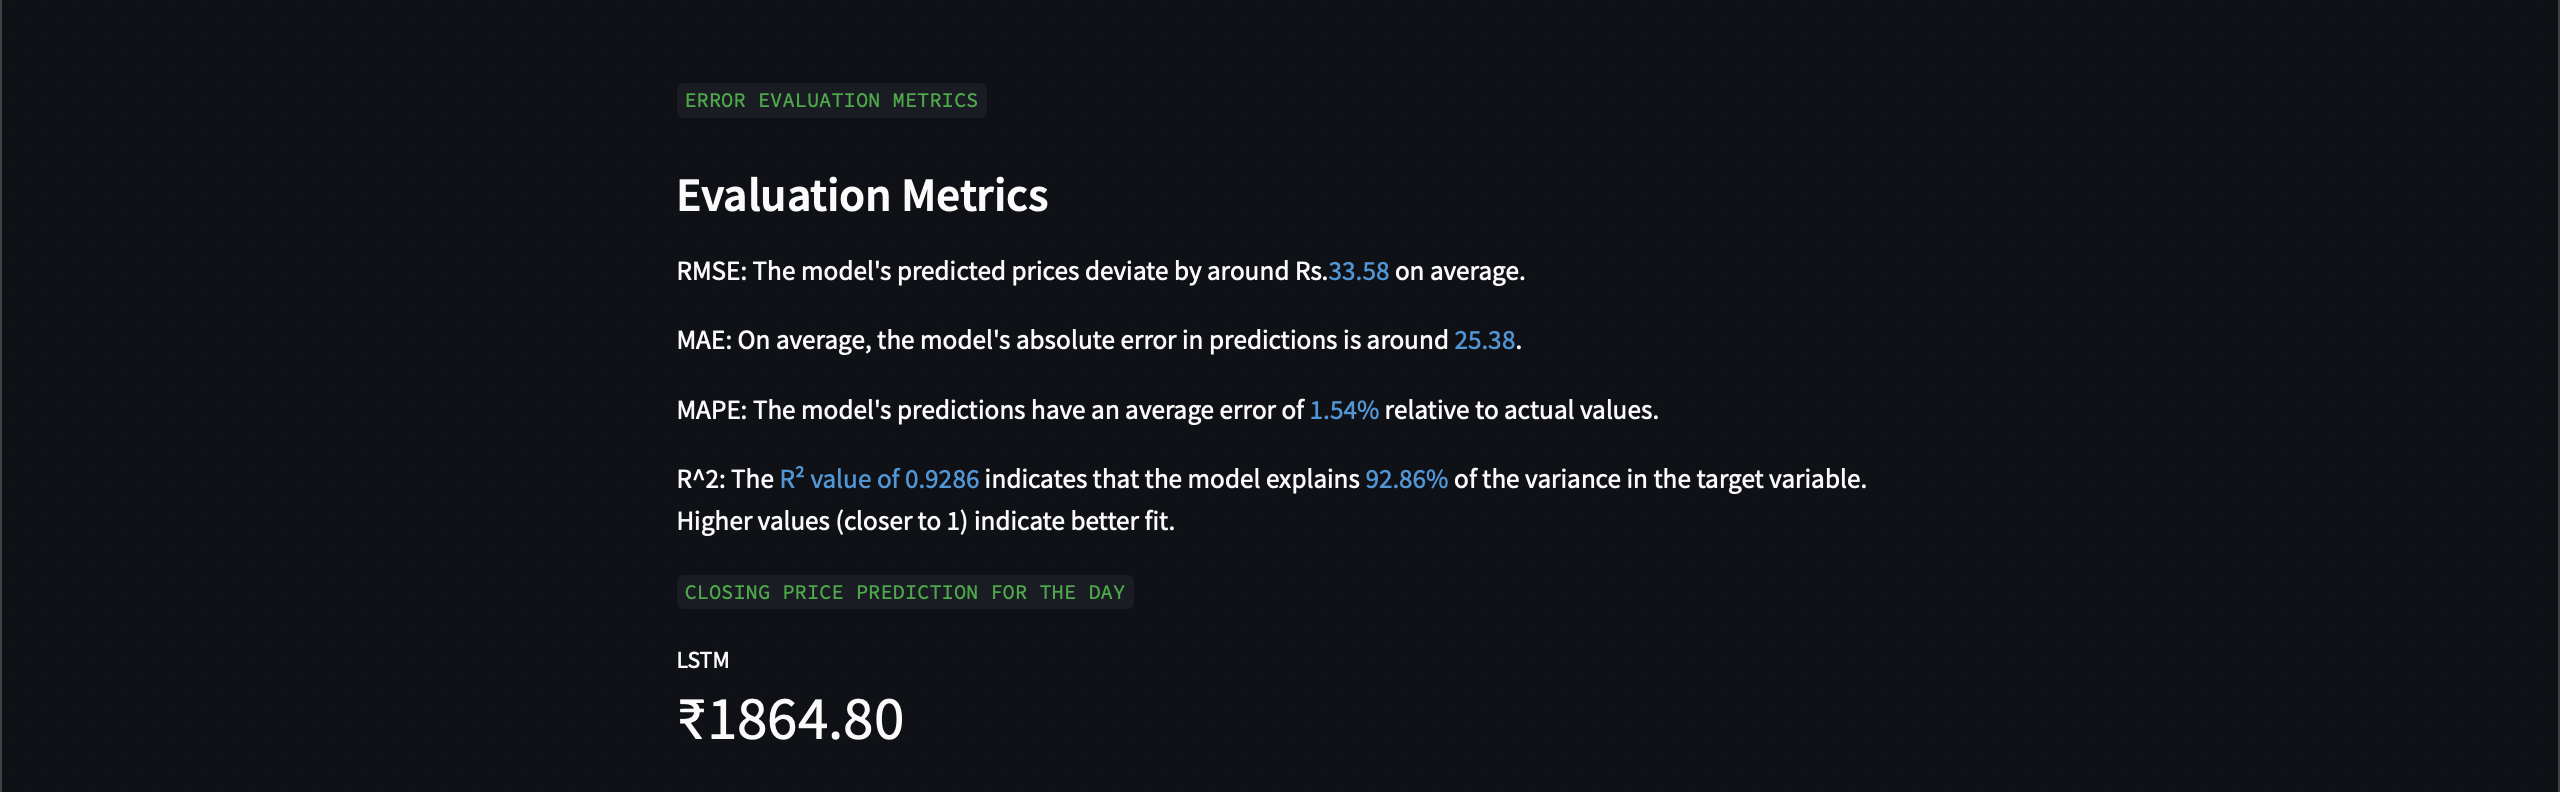 ERROR EVALUATION METRICS
Evaluation Metrics
RMSE: The model's predicted prices deviate by around Rs.33.58 on average.
MAE: On average, the model's absolute error in predictions is around 25.38.
MAPE: The model's predictions have an average error of 1.54% relative to actual values.
R^2: The R² value of 0.9286 indicates that the model explains 92.86% of the variance in the target variable.
Higher values (closer to 1) indicate better fit.
CLOSING PRICE PREDICTION FOR THE DAY
LSTM
₹1864.80